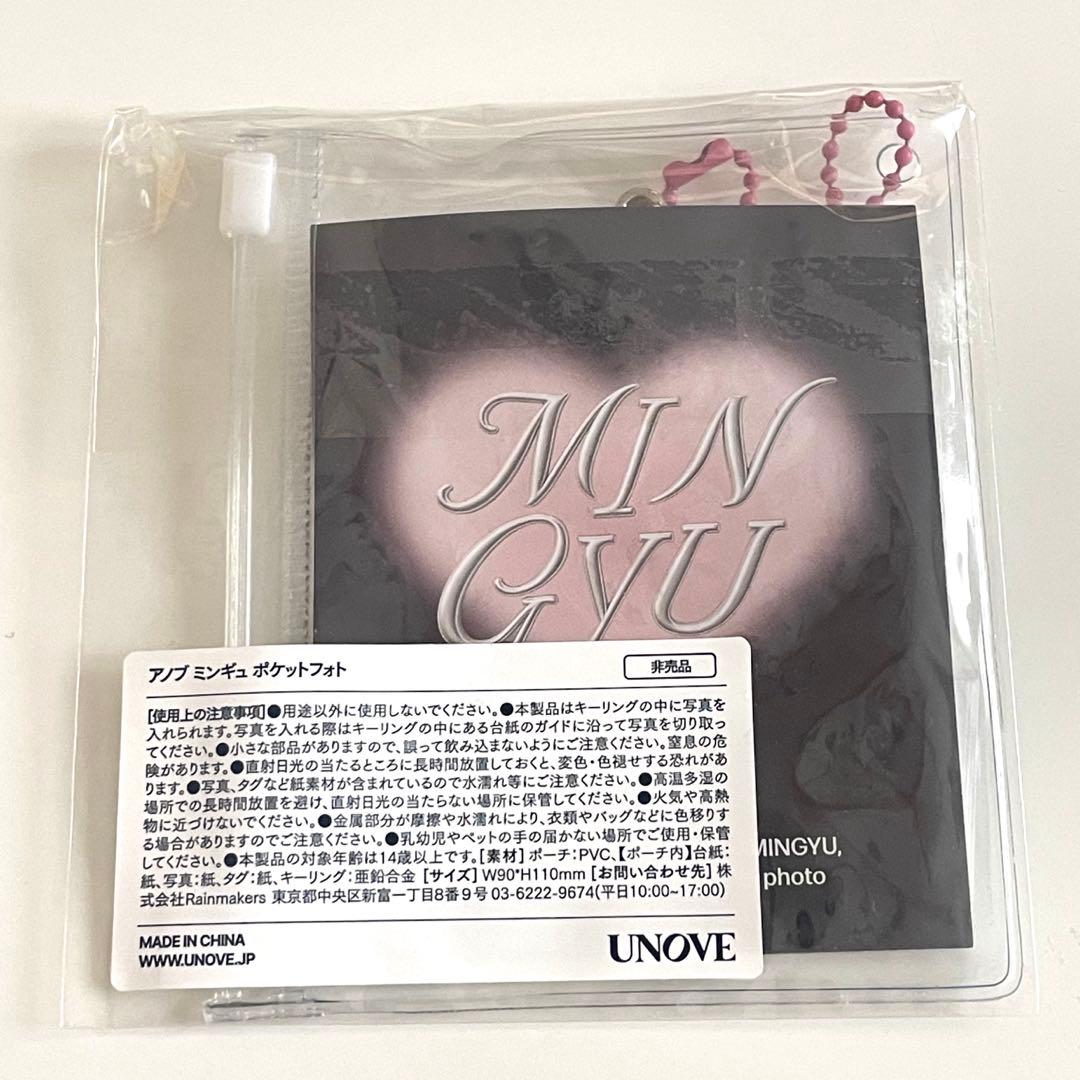 MIN
GYU
MINGYU,
photo
アノブ ミンギュ ポケットフォト
非売品
[使用上の注意事項]●用途以外に使用しないでください。●本製品はキーリングの中に写真を
入れられます。写真を入れる際はキーリングの中にある台紙のガイドに沿って写真を切り取っ
てください。●小さな部品がありますので、誤って飲み込まないようにご注意ください。窒息の危
険があります。●直射日光の当たるところに長時間放置しておくと、変色・色褪せする恐れがあ
ります。●写真、タグなど紙素材が含まれているので水濡れ等にご注意ください。●高温多湿の
場所での長時間放置を避け、直射日光の当たらない場所に保管してください。●火気や高熱
物に近づけないでください。●金属部分が摩擦や水濡れにより、衣類やバッグなどに色移りす
る場合がありますのでご注意ください。●乳幼児やペットの手の届かない場所でご使用・保管
してください。●本製品の対象年齢は14歳以上です。[素材] ポーチ:PVC、【ポーチ内】台紙:
紙、写真:紙、タグ:紙、キーリング:亜鉛合金 [サイズ] W90*H110mm [お問い合わせ先] 株
式会社Rainmakers 東京都中央区新富一丁目8番9号 03-6222-9674(平日10:00~17:00)
MADE IN CHINA
WWW.UNOVE.JP
UNOVE